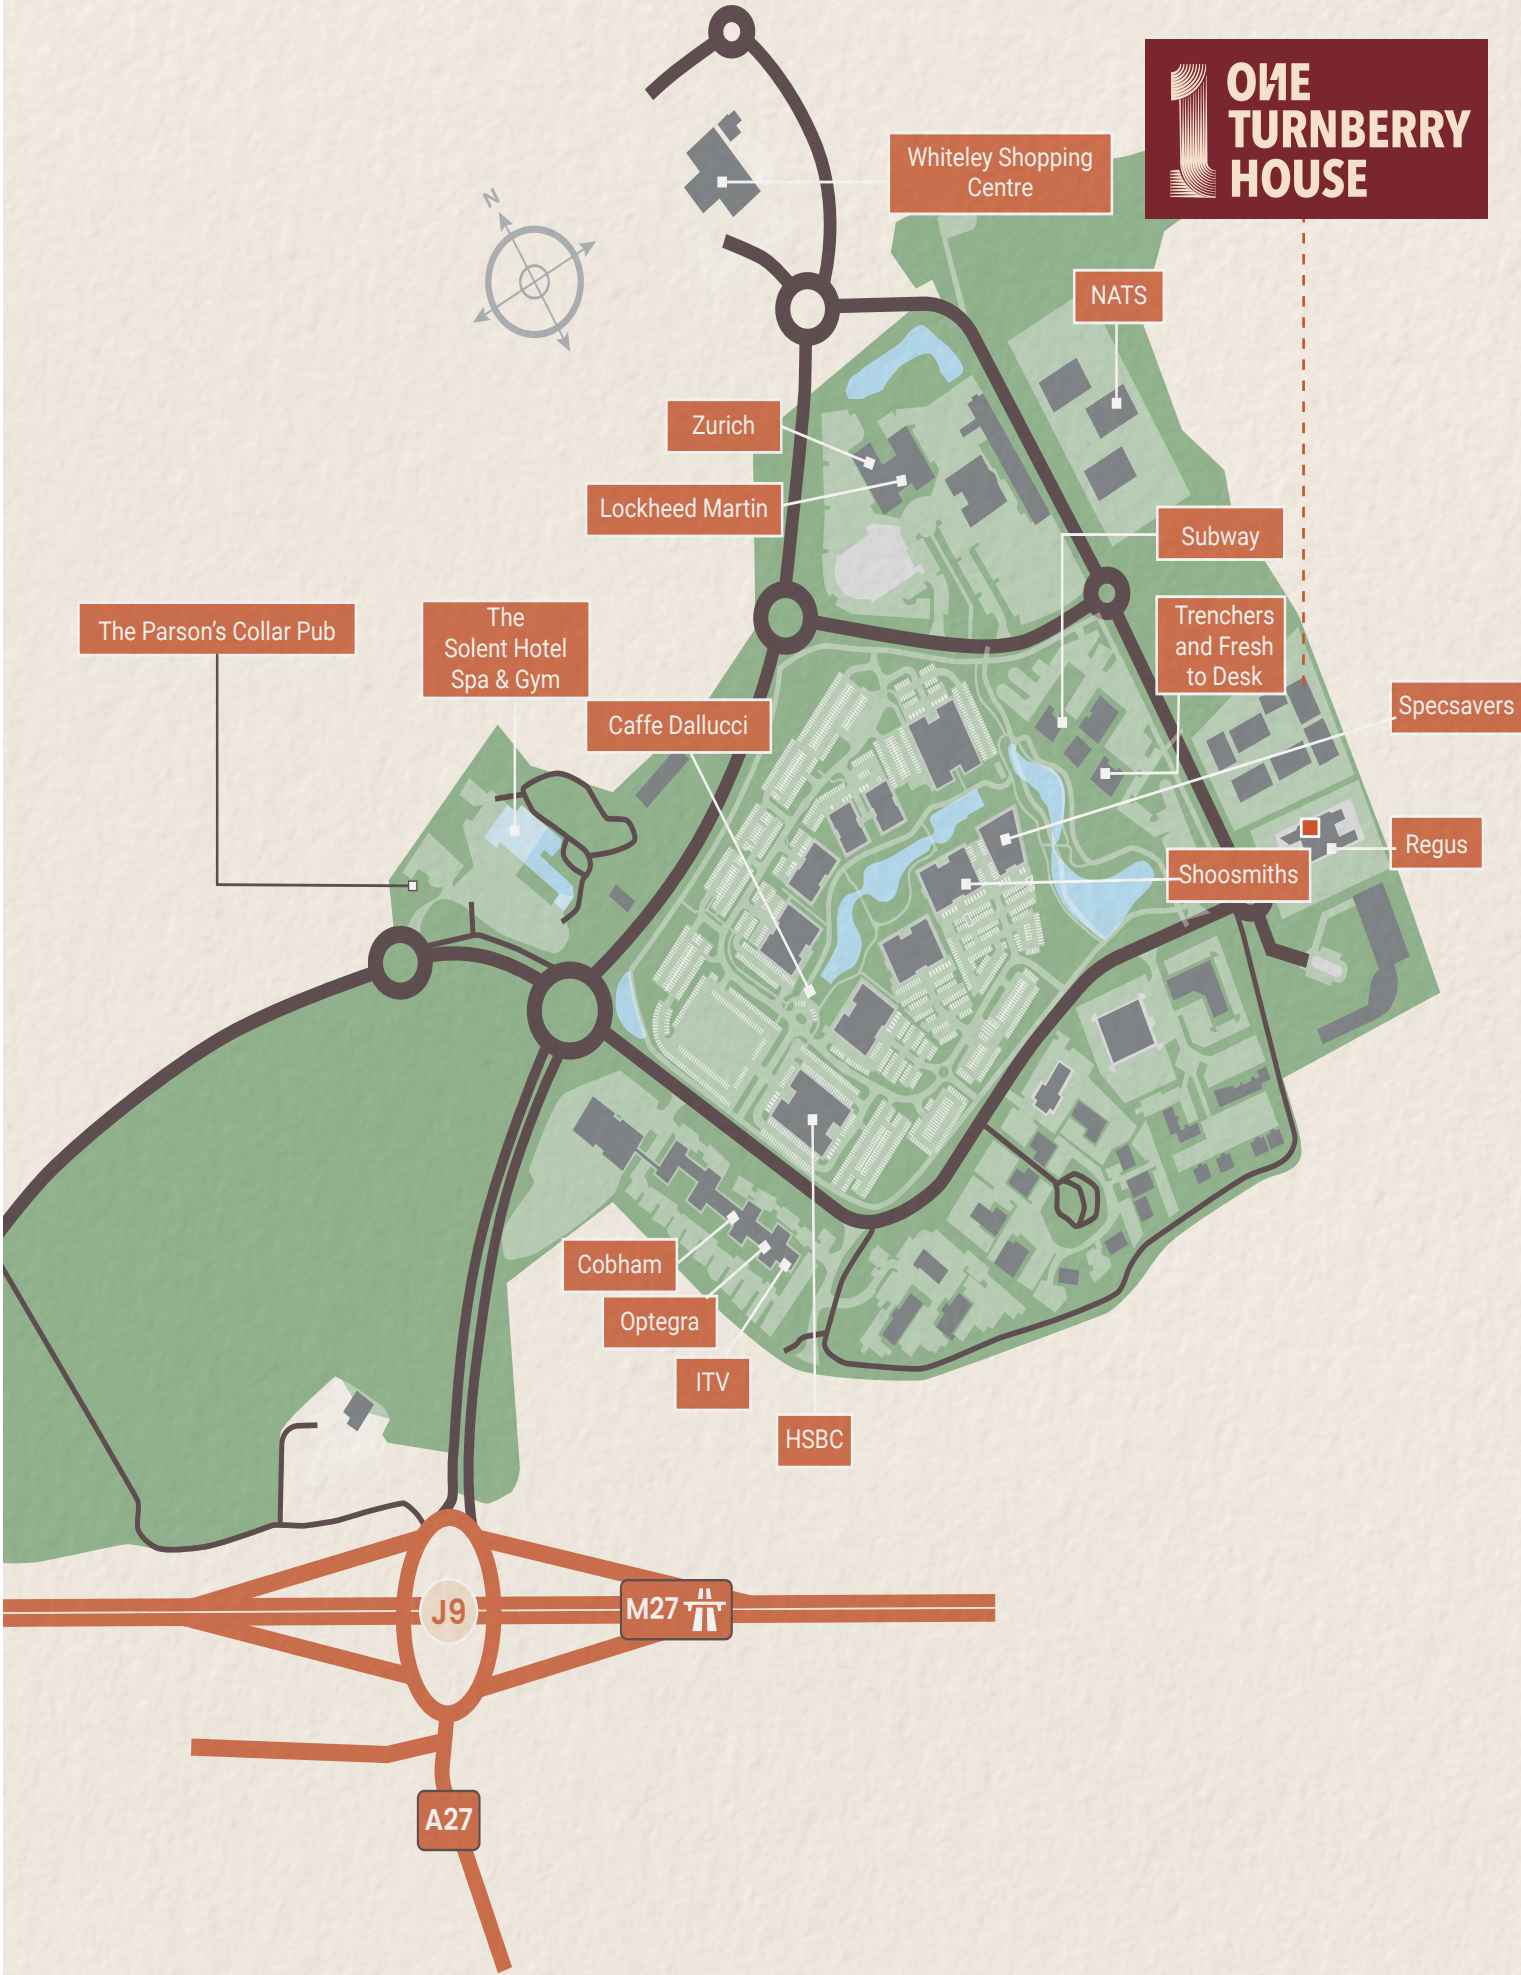 ONE
TURNBERRY
HOUSE
Whiteley Shopping
Centre
N
NATS
Zurich
Lockheed Martin
Subway
The Parson's Collar Pub
The
Solent Hotel
Spa & Gym
Trenchers
and Fresh
to Desk
Caffe Dallucci
Specsavers
Regus
Shoosmiths
Cobham
Optegra
ITV
HSBC
J9
M27
A27